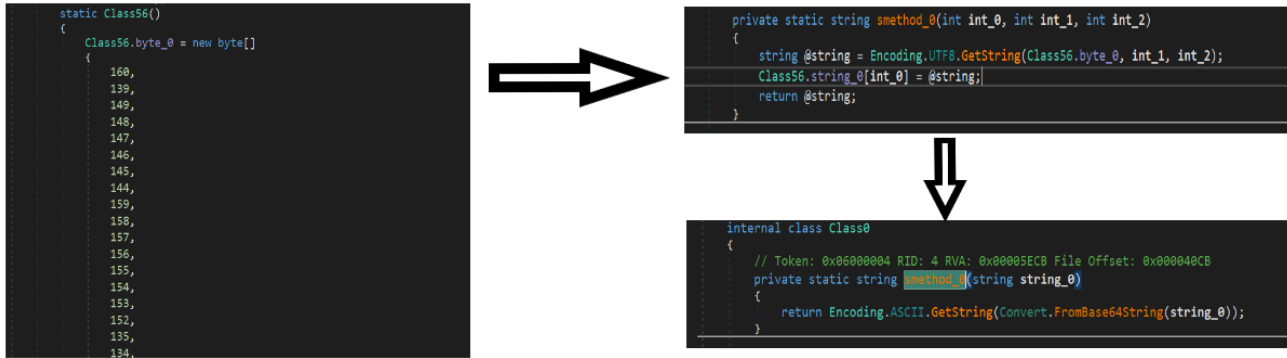 static Class56()
{
Class56.byte_0 = new byte[]
{
160,
139,
149,
148,
147,
146,
145,
144,
159,
158,
157,
156,
155,
154,
153,
152,
135,
134,
private static string smethod_0(int int_0, int int_1, int int_2)
{
string @string = Encoding.UTF8.GetString(Class56.byte_0, int_1, int_2);
Class56.string_0[int_0] = @string;
return @string;
}
internal class Class0
{
// Token: 0x06000004 RID: 4 RVA: 0x00005ECB File Offset: 0x000040CB
private static string smethod_0(string string_0)
{
return Encoding.ASCII.GetString(Convert.FromBase64String(string_0));
}